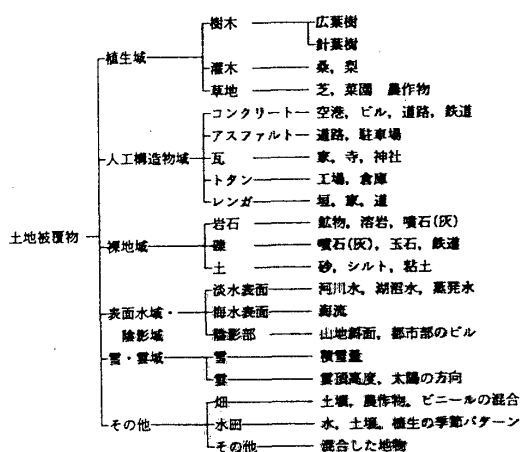 樹木 広葉樹
針葉樹
植生域 灌木 桑，梨
草地 芝，菜園 農作物
コンクリート 空港，ビル，道路，鉄道
アスファルト 道路，駐車場
人工構造物域 瓦 家，寺，神社
トタン 工場，倉庫
レンガ 垣，家，道
土地被覆物
岩石 鉱物，溶岩，噴石(灰)
裸地域 礫 噴石(灰)，玉石，鉄道
土 砂，シルト，粘土
淡水表面 河川水，湖沼水，蒸発水
表面水域・ 海水表面 海流
陰影域 陰影部 山地斜面，都市部のビル
雪・雲域 雪 積雪量
雲 雲頂高度，太陽の方向
畑 土壌，農作物，ビニールの混合
その他 水田 水，土壌，植生の季節パターン
その他 混合した地物